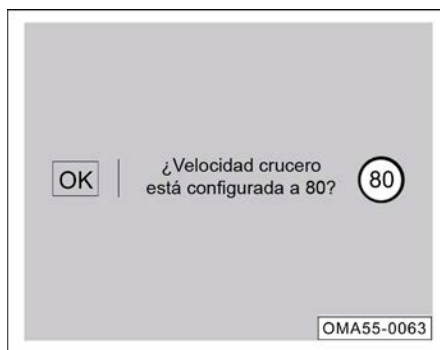 OK
¿Velocidad crucero
está configurada a 80?
80
OMA55-0063